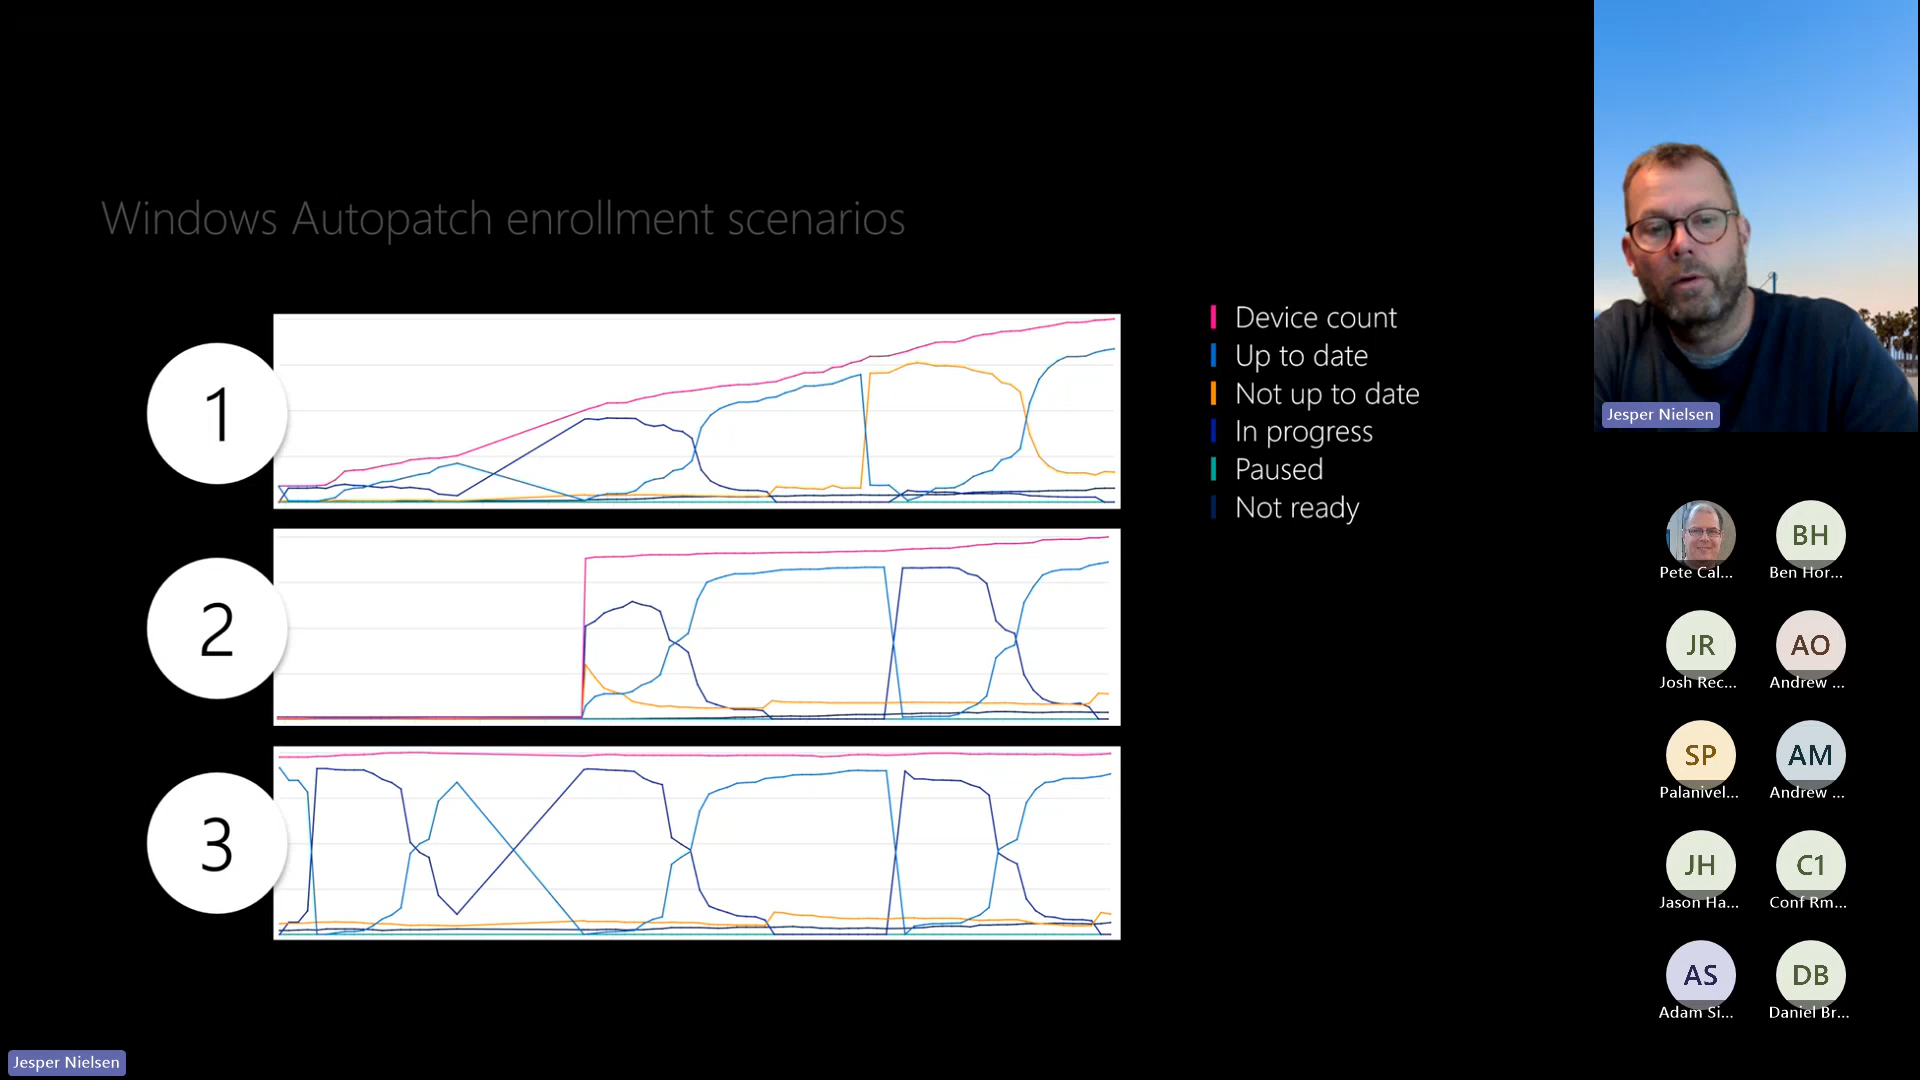 Windows Autopatch enrollment scenarios
1
2
3
Device count
Up to date
Not up to date
In progress
Paused
Not ready
Jesper Nielsen
Pete Cal...
BH
Ben Hor...
JR
Josh Rec...
AO
Andrew ...
SP
Palanivel...
AM
Andrew ...
JH
Jason Ha...
C1
Conf Rm...
AS
Adam Si...
DB
Daniel Br...
Jesper Nielsen